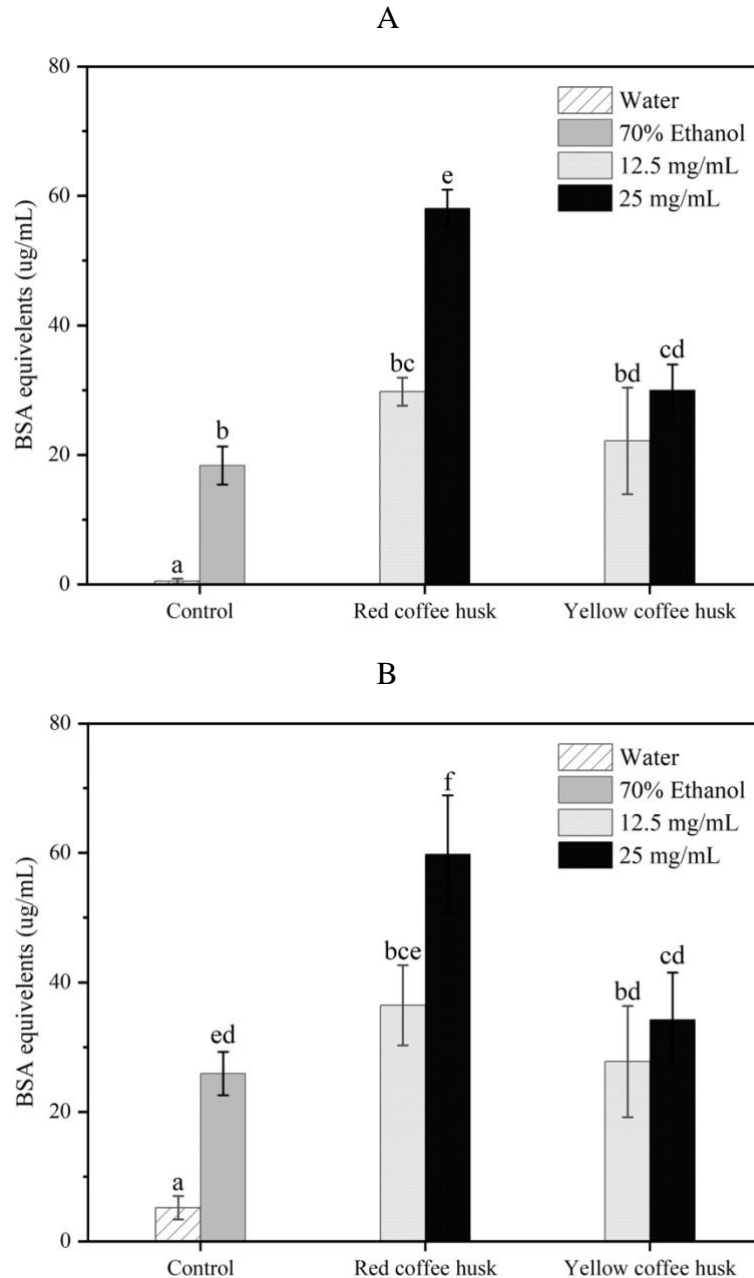 A
80
60
40
20
0
BSA equivelents (ug/mL)
Water
70% Ethanol
12.5 mg/mL
25 mg/mL
a
b
bc
e
bd
cd
Control
Red coffee husk
Yellow coffee husk
B
80
60
40
20
0
BSA equivelents (ug/mL)
Water
70% Ethanol
12.5 mg/mL
25 mg/mL
a
ed
bce
f
bd
cd
Control
Red coffee husk
Yellow coffee husk